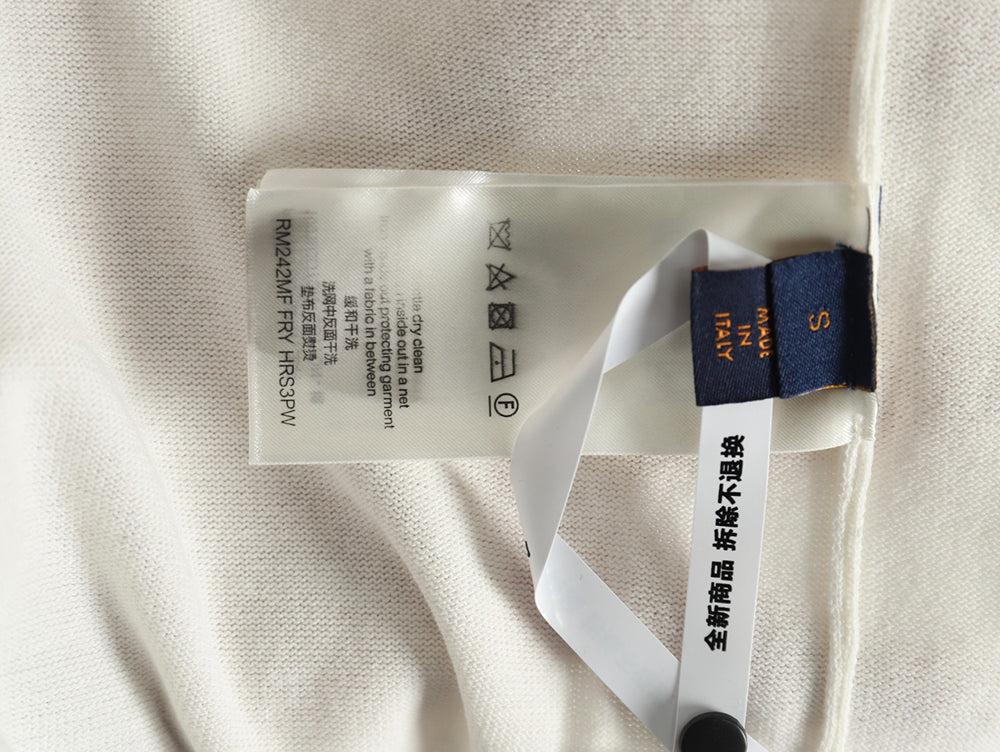 S
MADE
IN
ITALY
F
dry clean
inside out in a net
out protecting garment
with a fabric in between
缓和干洗
洗网中反面干洗
垫布反面熨烫
RM242MF FRY HRS3PW
全新商品 拆除不退换